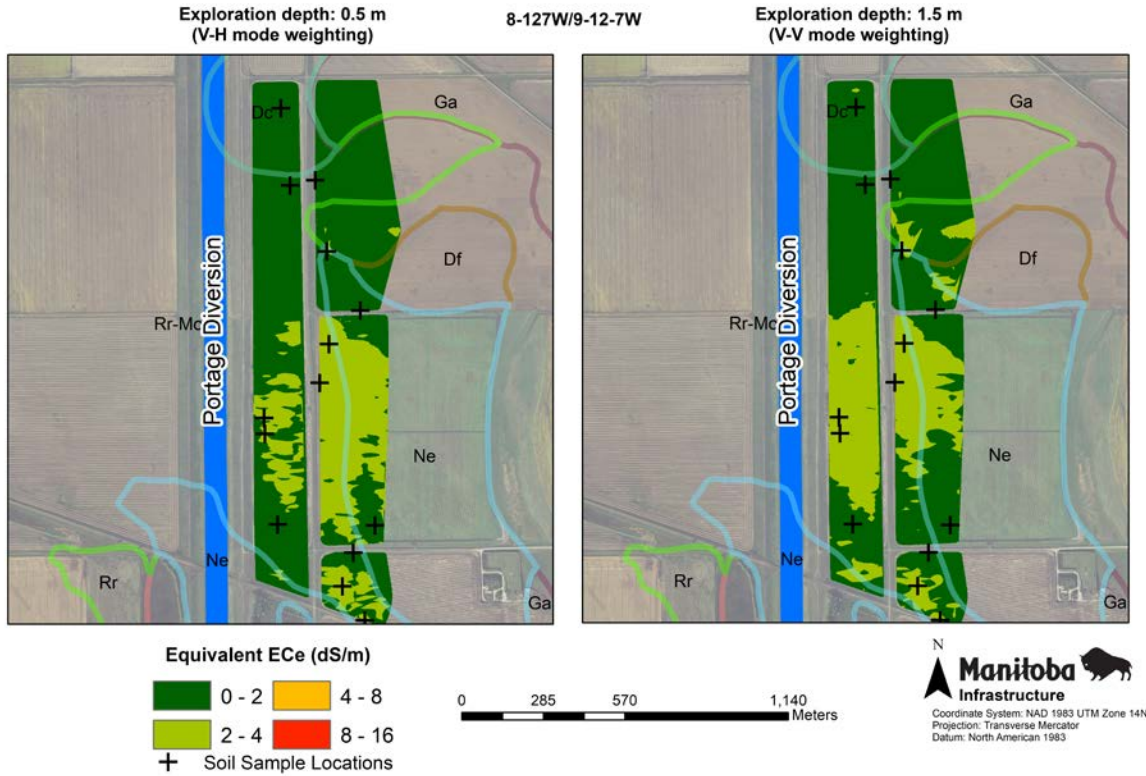 Exploration depth: 0.5 m
(V-H mode weighting)
8-127W/9-12-7W
Exploration depth: 1.5 m
(V-V mode weighting)
Dc
Ga
Df
Rr-Mc
Portage Diversion
Ne
Ne
Rr
Ga
Dc
Ga
Df
Rr-Mc
Portage Diversion
Ne
Ne
Rr
Ga
Equivalent ECe (dS/m)
0 - 2
4 - 8
2 - 4
8 - 16
Soil Sample Locations
0
285
570
1,140
Meters
N
Manitoba
Infrastructure
Coordinate System: NAD 1983 UTM Zone 14N
Projection: Transverse Mercator
Datum: North American 1983